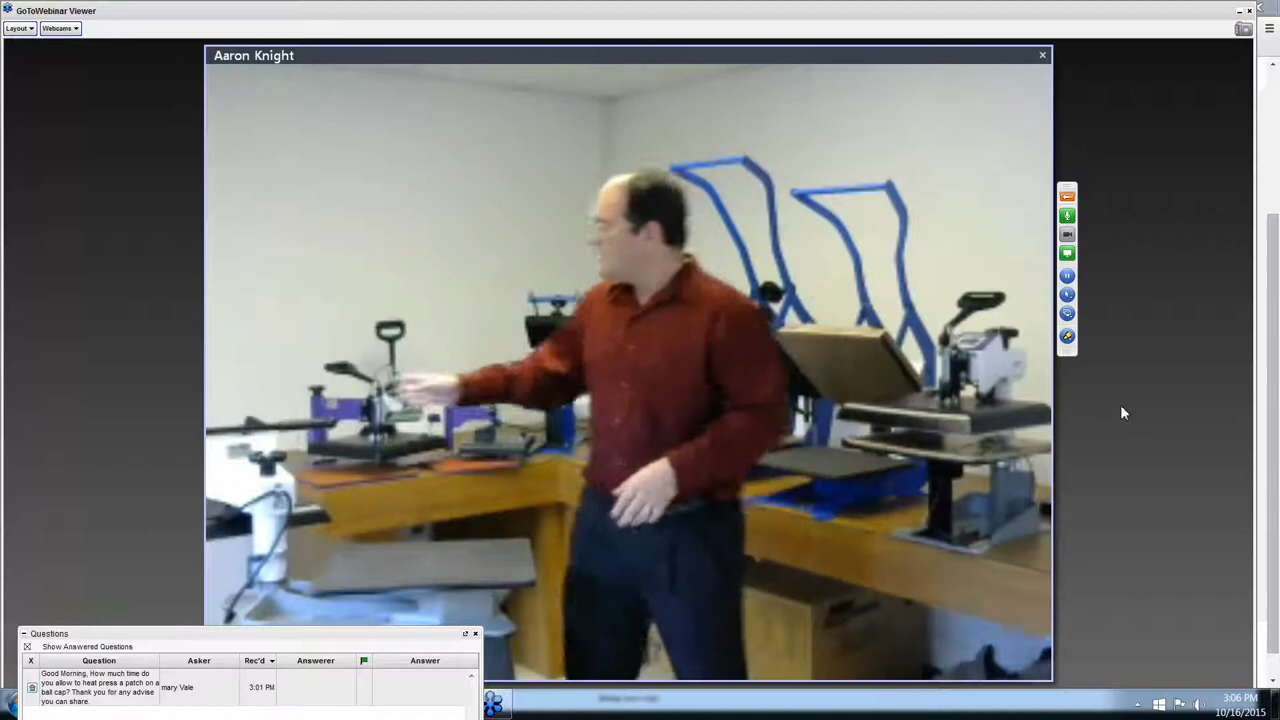 GoToWebinar Viewer
Layout
Webcams
Aaron Knight
Questions
Show Answered Questions
X Question Asker Rec'd Answerer Answer
Good Morning, How much time do
you allow to heat press a patch on a
ball cap? Thank you for any advise
you can share.
mary Vale
3:01 PM
3:06 PM
10/16/2015